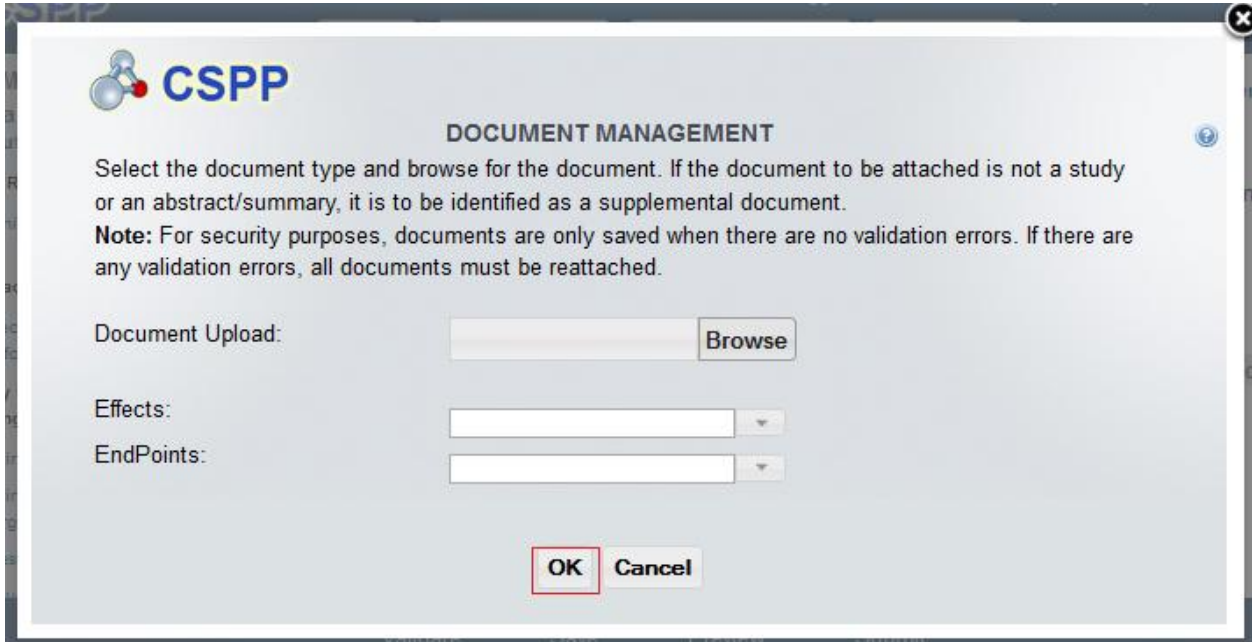 CSPP
DOCUMENT MANAGEMENT
Select the document type and browse for the document. If the document to be attached is not a study
or an abstract/summary, it is to be identified as a supplemental document.
Note: For security purposes, documents are only saved when there are no validation errors. If there are
any validation errors, all documents must be reattached.
Document Upload:
Browse
Effects:
EndPoints:
OK Cancel